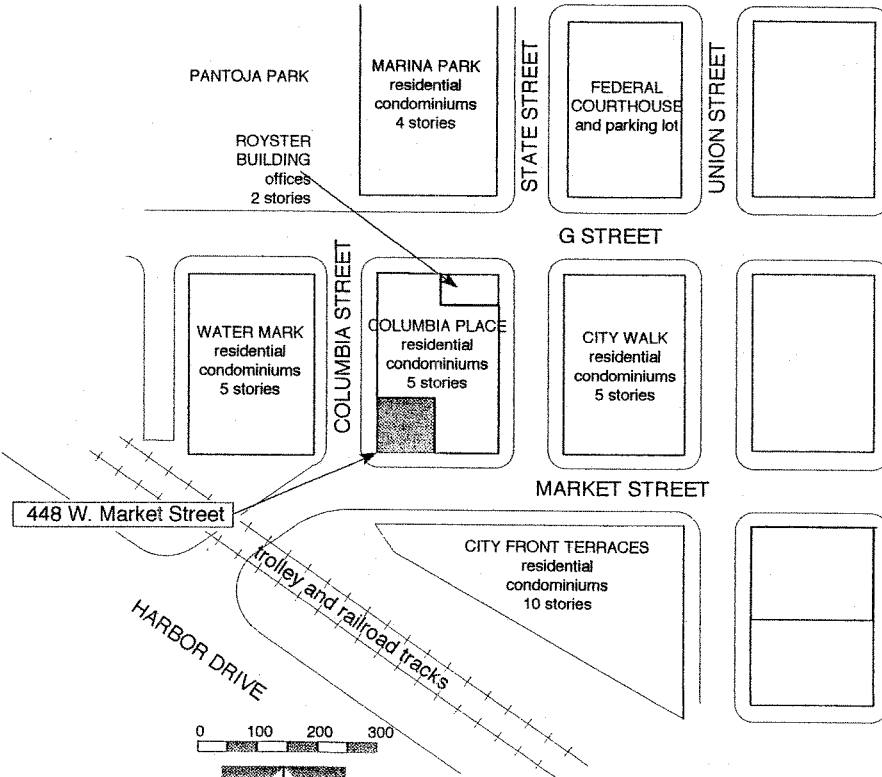 PANTOJA PARK
MARINA PARK
residential
condominiums
4 stories
STATE STREET
FEDERAL
COURTHOUSE
and parking lot
UNION STREET
ROYSTER
BUILDING
offices
2 stories
G STREET
WATER MARK
residential
condominiums
5 stories
COLUMBIA STREET
COLUMBIA PLACE
residential
condominiums
5 stories
CITY WALK
residential
condominiums
5 stories
MARKET STREET
448 W. Market Street
CITY FRONT TERRACES
residential
condominiums
10 stories
trolley and railroad tracks
HARBOR DRIVE
0 100 200 300